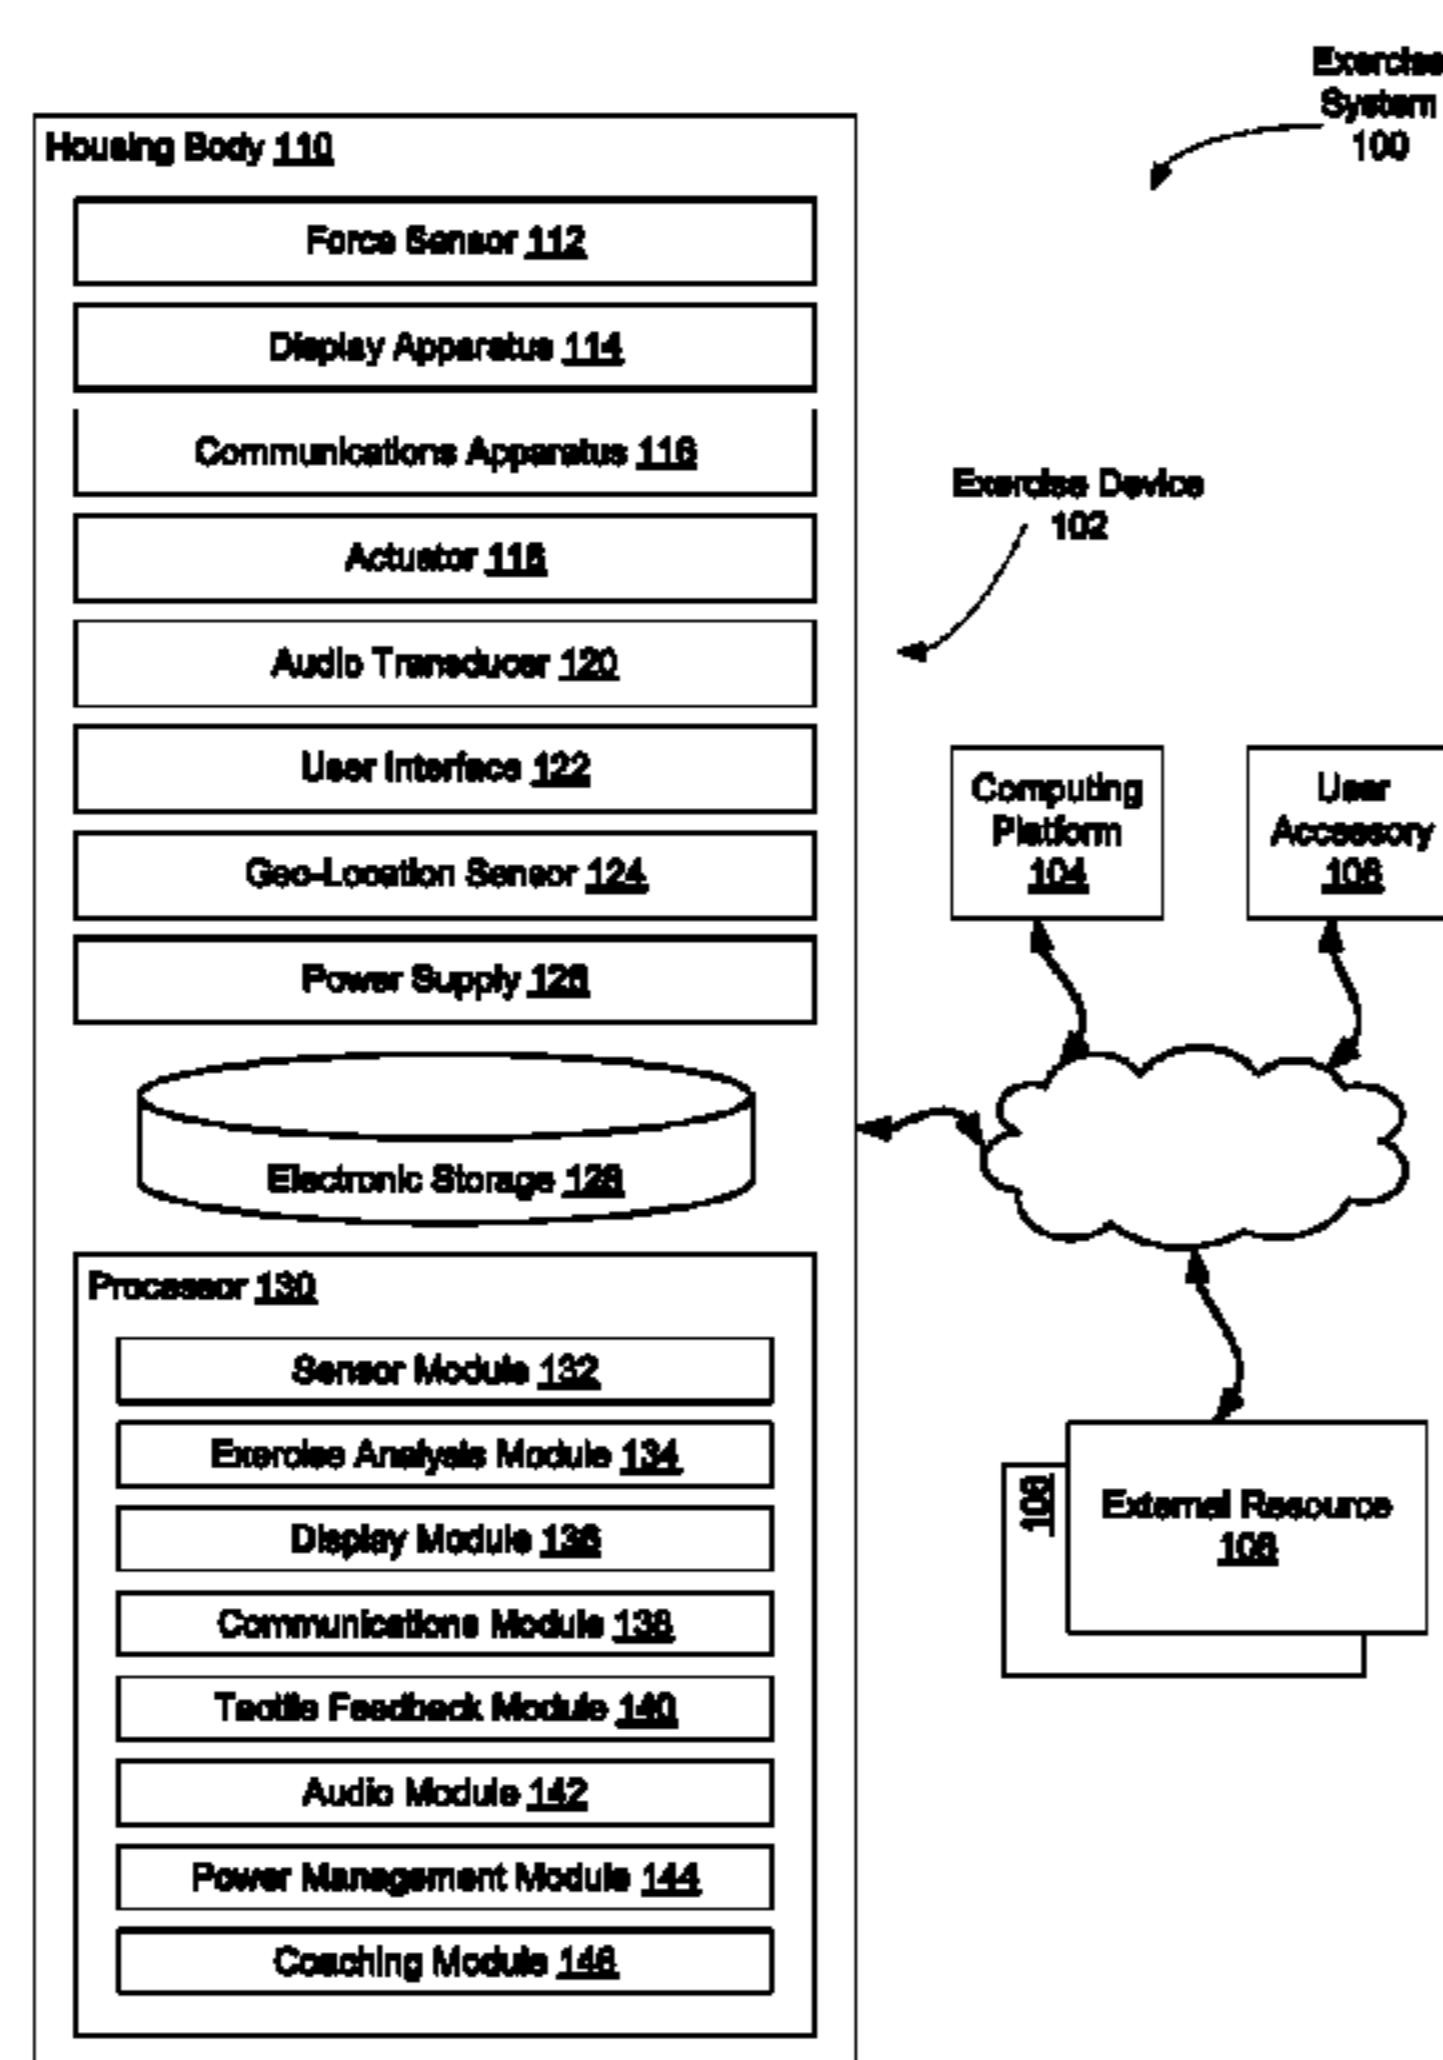 Exercise
System
100
Housing Body 110
Force Sensor 112
Display Apparatus 114
Communications Apparatus 116
Exercise Device
102
Actuator 118
Audio Transducer 120
User Interface 122
Computing
Platform
104
User
Accessory
106
Geo-Location Sensor 124
Power Supply 126
Electronic Storage 128
Processor 130
Sensor Module 132
Exercise Analysis Module 134
Display Module 136
Communications Module 138
Tactile Feedback Module 140
Audio Module 142
Power Management Module 144
Coaching Module 146
108
External Resource
108